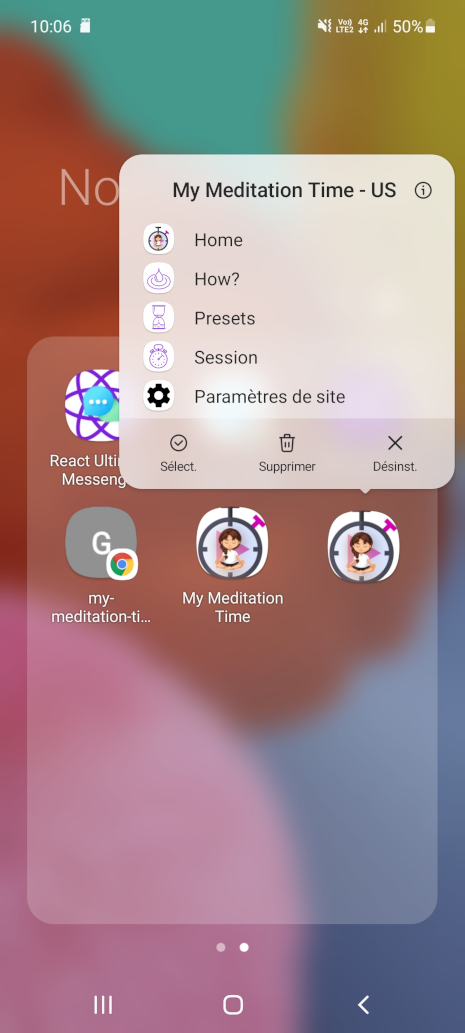 10:06
Vo) 4G
LTE2
50%
No
My Meditation Time - US
Home
How?
Presets
Session
Paramètres de site
Sélect.
Supprimer
Désinst.
React Ulti
Messeng
G
my-
meditation-ti...
My Meditation
Time